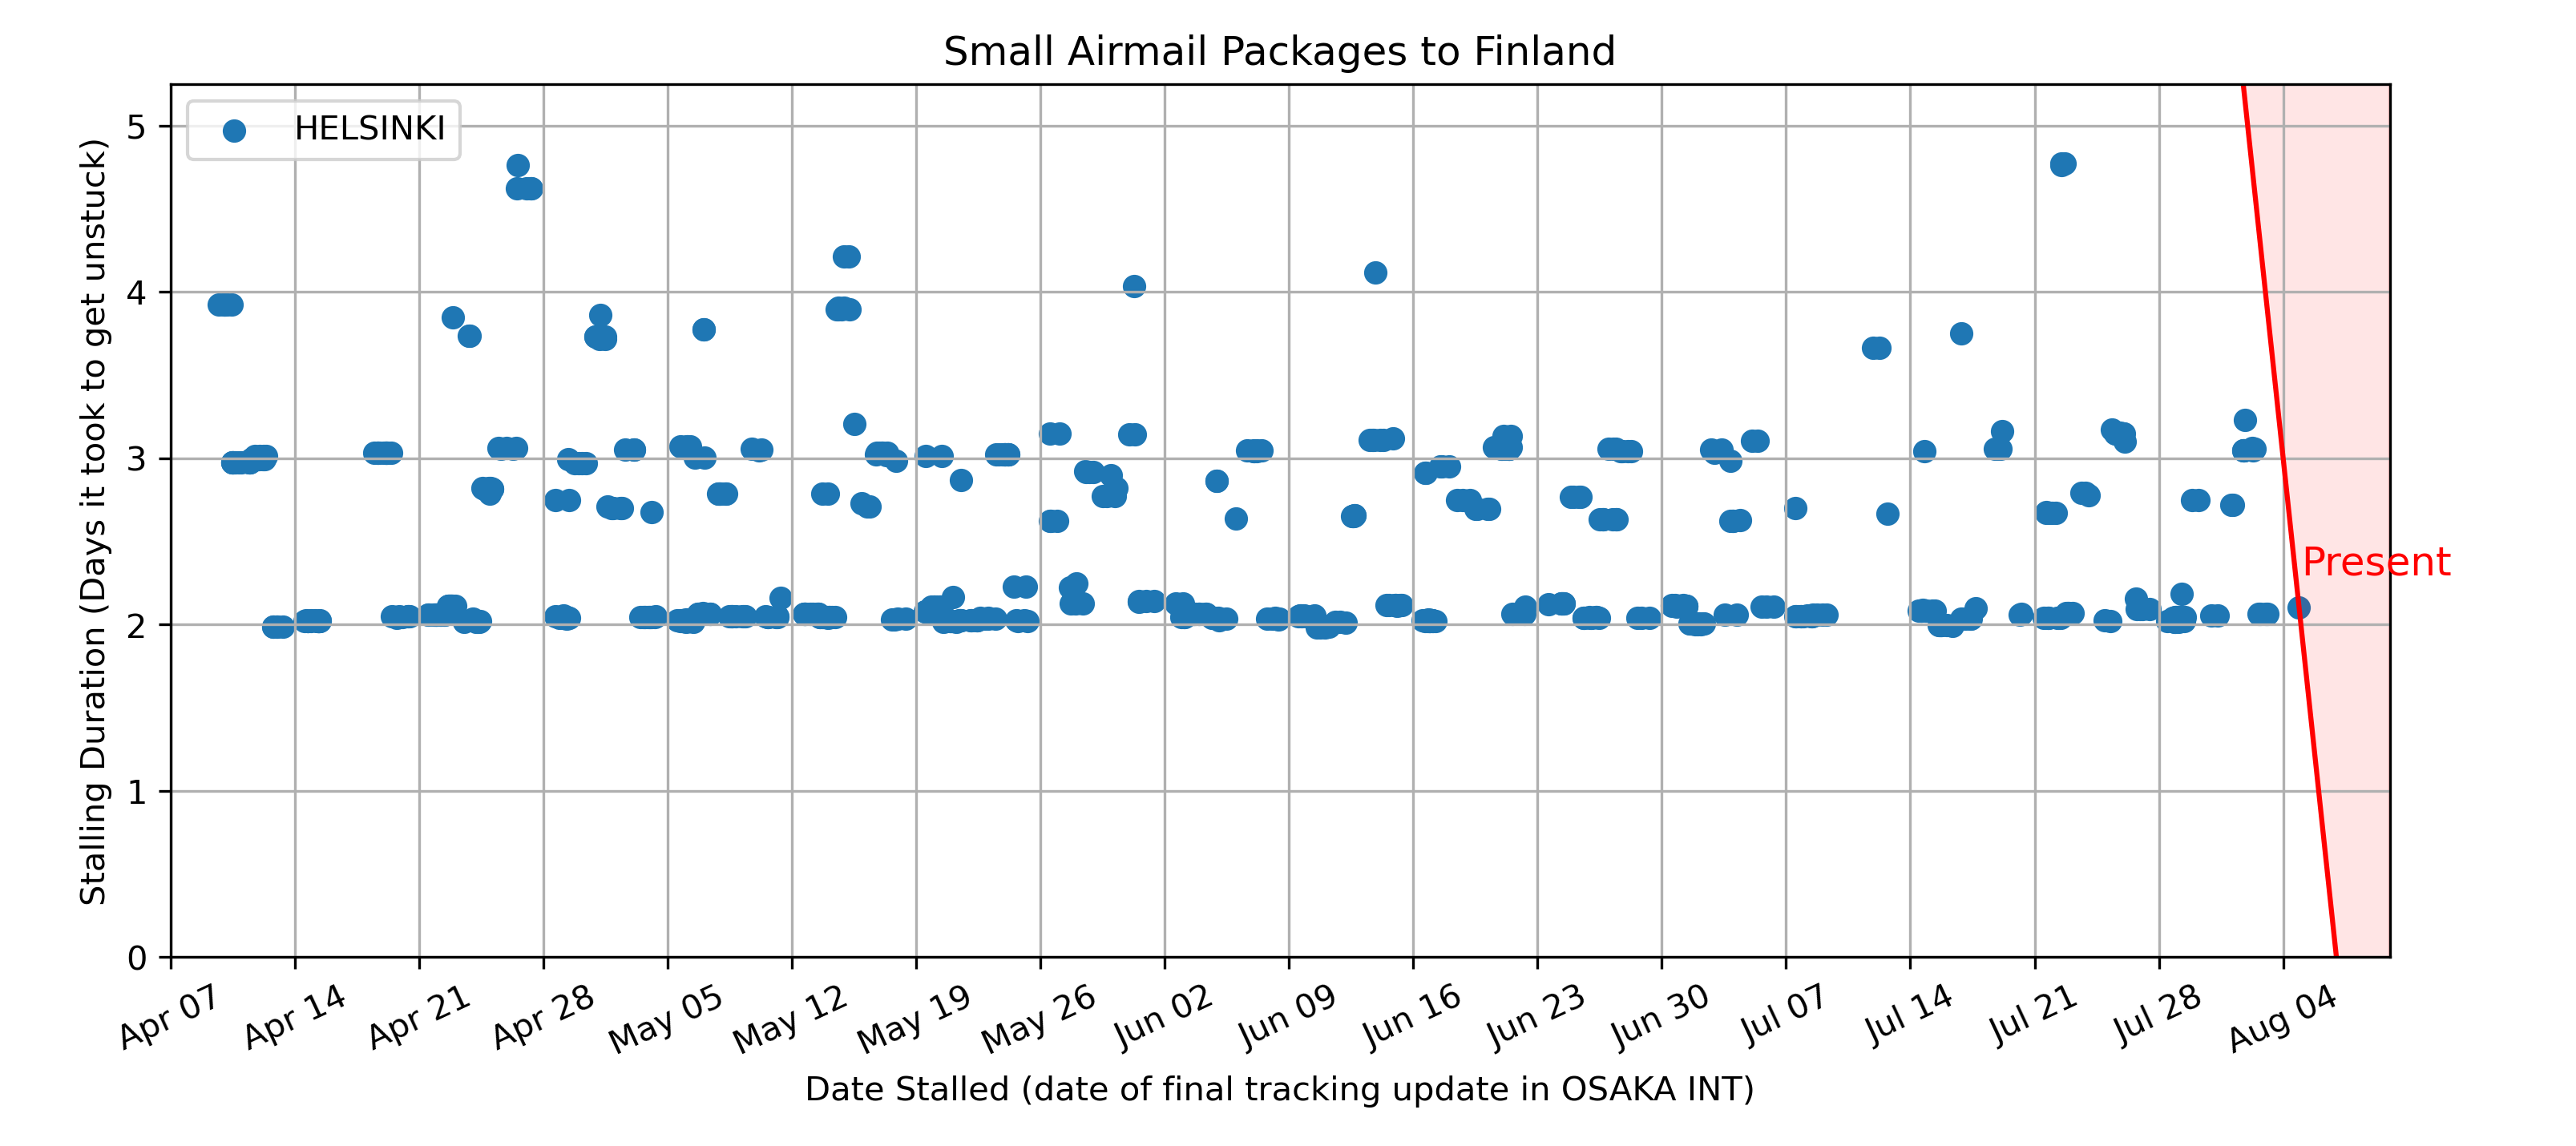 Small Airmail Packages to Finland
HELSINKI
Stalling Duration (Days it took to get unstuck)
5
4
3
2
1
0
Present
Apr 07
Apr 14
Apr 21
Apr 28
May 05
May 12
May 19
May 26
Jun 02
Jun 09
Jun 16
Jun 23
Jun 30
Jul 07
Jul 14
Jul 21
Jul 28
Aug 04
Date Stalled (date of final tracking update in OSAKA INT)